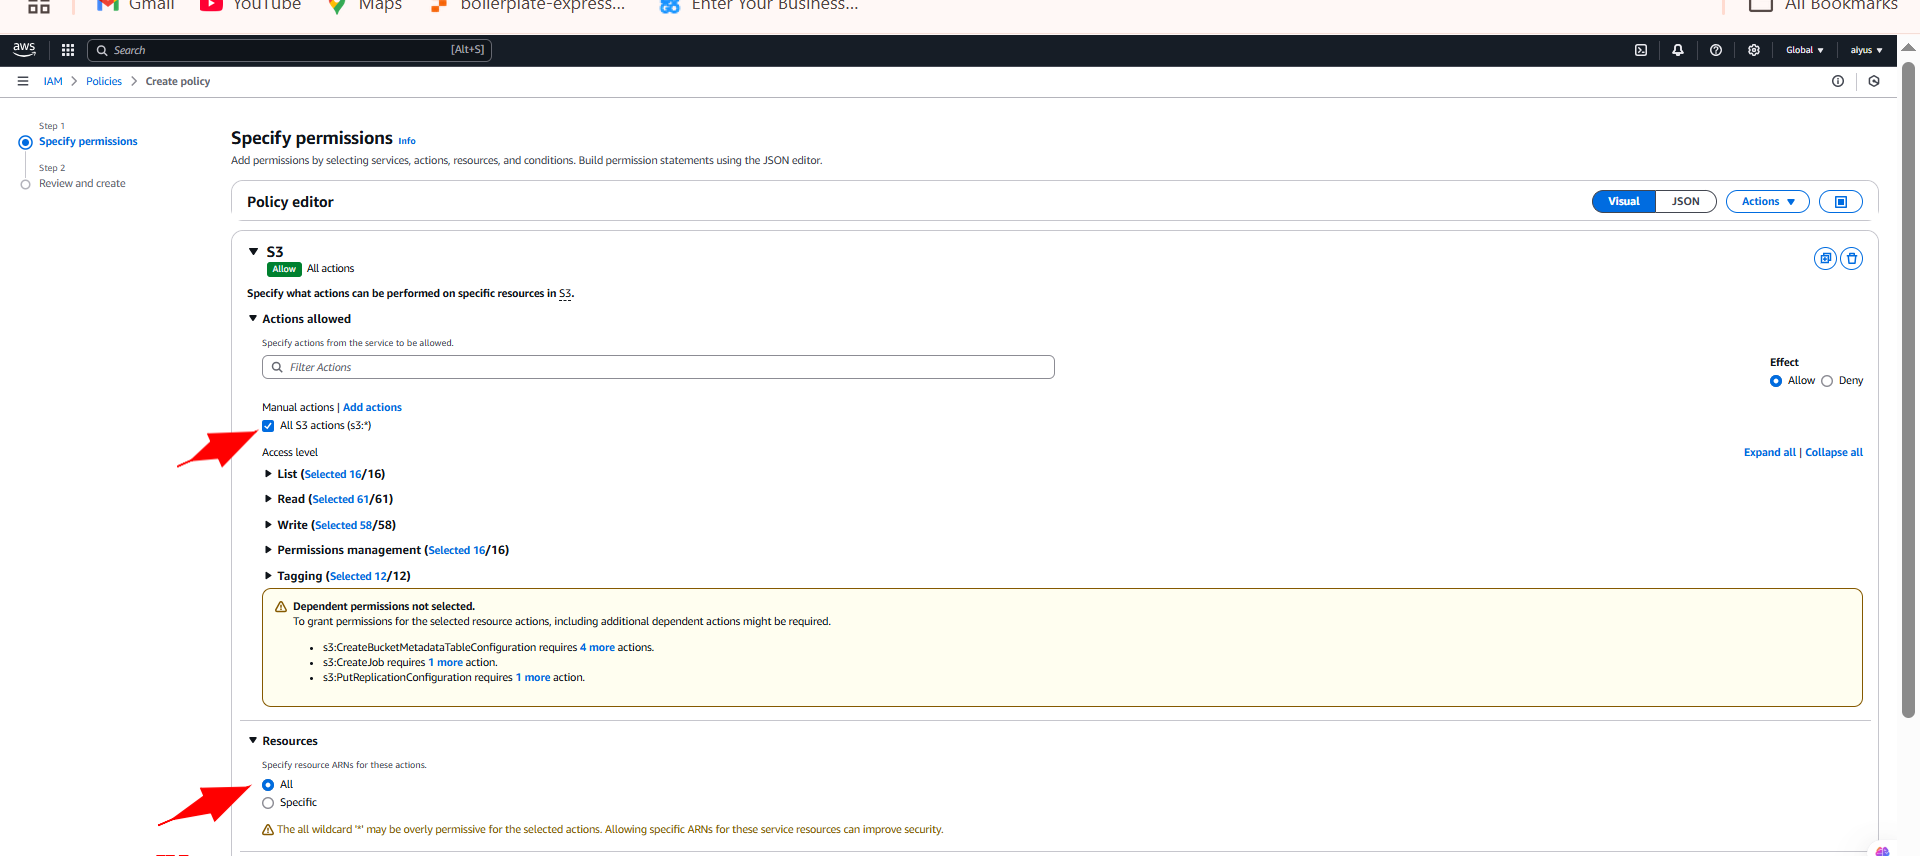 Gmail
YouTube
Maps
boilerplate-express...
Enter Your Business...
All Bookmarks
aws
Search
[Alt+S]
Global
aiyus
IAM
Policies
Create policy
Step 1
Specify permissions
Step 2
Review and create
Specify permissions Info
Add permissions by selecting services, actions, resources, and conditions. Build permission statements using the JSON editor.
Policy editor
Visual
JSON
Actions
S3
Allow All actions
Specify what actions can be performed on specific resources in S3.
Actions allowed
Specify actions from the service to be allowed.
Filter Actions
Effect
Allow
Deny
Manual actions | Add actions
All S3 actions (s3:*)
Access level
Expand all | Collapse all
List (Selected 16/16)
Read (Selected 61/61)
Write (Selected 58/58)
Permissions management (Selected 16/16)
Tagging (Selected 12/12)
Dependent permissions not selected.
To grant permissions for the selected resource actions, including additional dependent actions might be required.
• s3:CreateBucketMetadataTableConfiguration requires 4 more actions.
• s3:CreateJob requires 1 more action.
• s3:PutReplicationConfiguration requires 1 more action.
Resources
Specify resource ARNs for these actions.
All
Specific
The all wildcard '*' may be overly permissive for the selected actions. Allowing specific ARNs for these service resources can improve security.